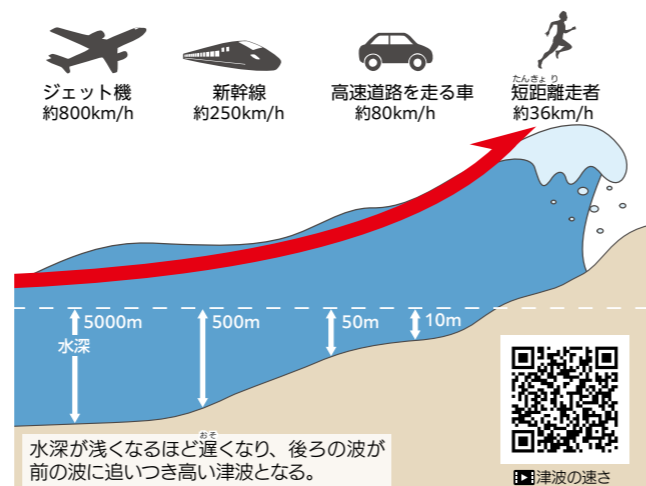 ジェット機
約800km/h
新幹線
約250km/h
高速道路を走る車
約80km/h
たんきょり
短距離走者
約36km/h
5000m
500m
50m
10m
水深
おそ
水深が浅くなるほど遅くなり、後ろの波が
前の波に追いつき高い津波となる。
津波の速さ